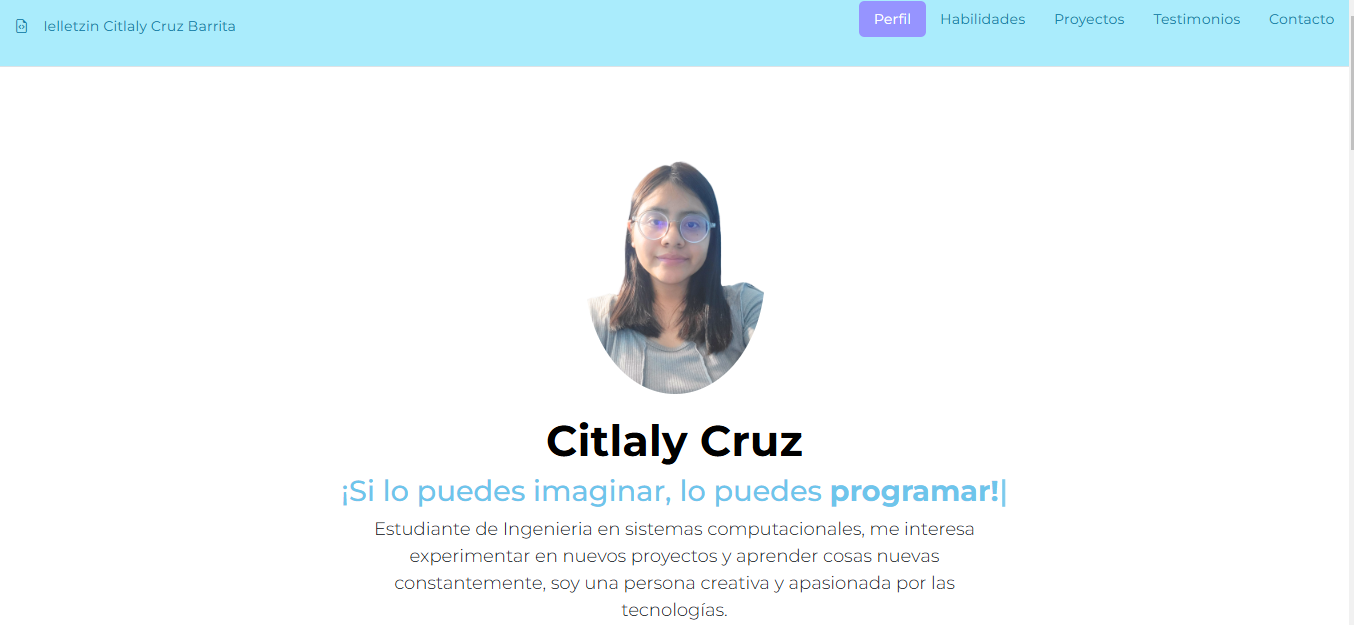 Ielletzin Citlaly Cruz Barrita
Perfil Habilidades Proyectos Testimonios Contacto
Citlaly Cruz
¡Si lo puedes imaginar, lo puedes programar!|
Estudiante de Ingenieria en sistemas computacionales, me interesa
experimentar en nuevos proyectos y aprender cosas nuevas
constantemente, soy una persona creativa y apasionada por las
tecnologías.